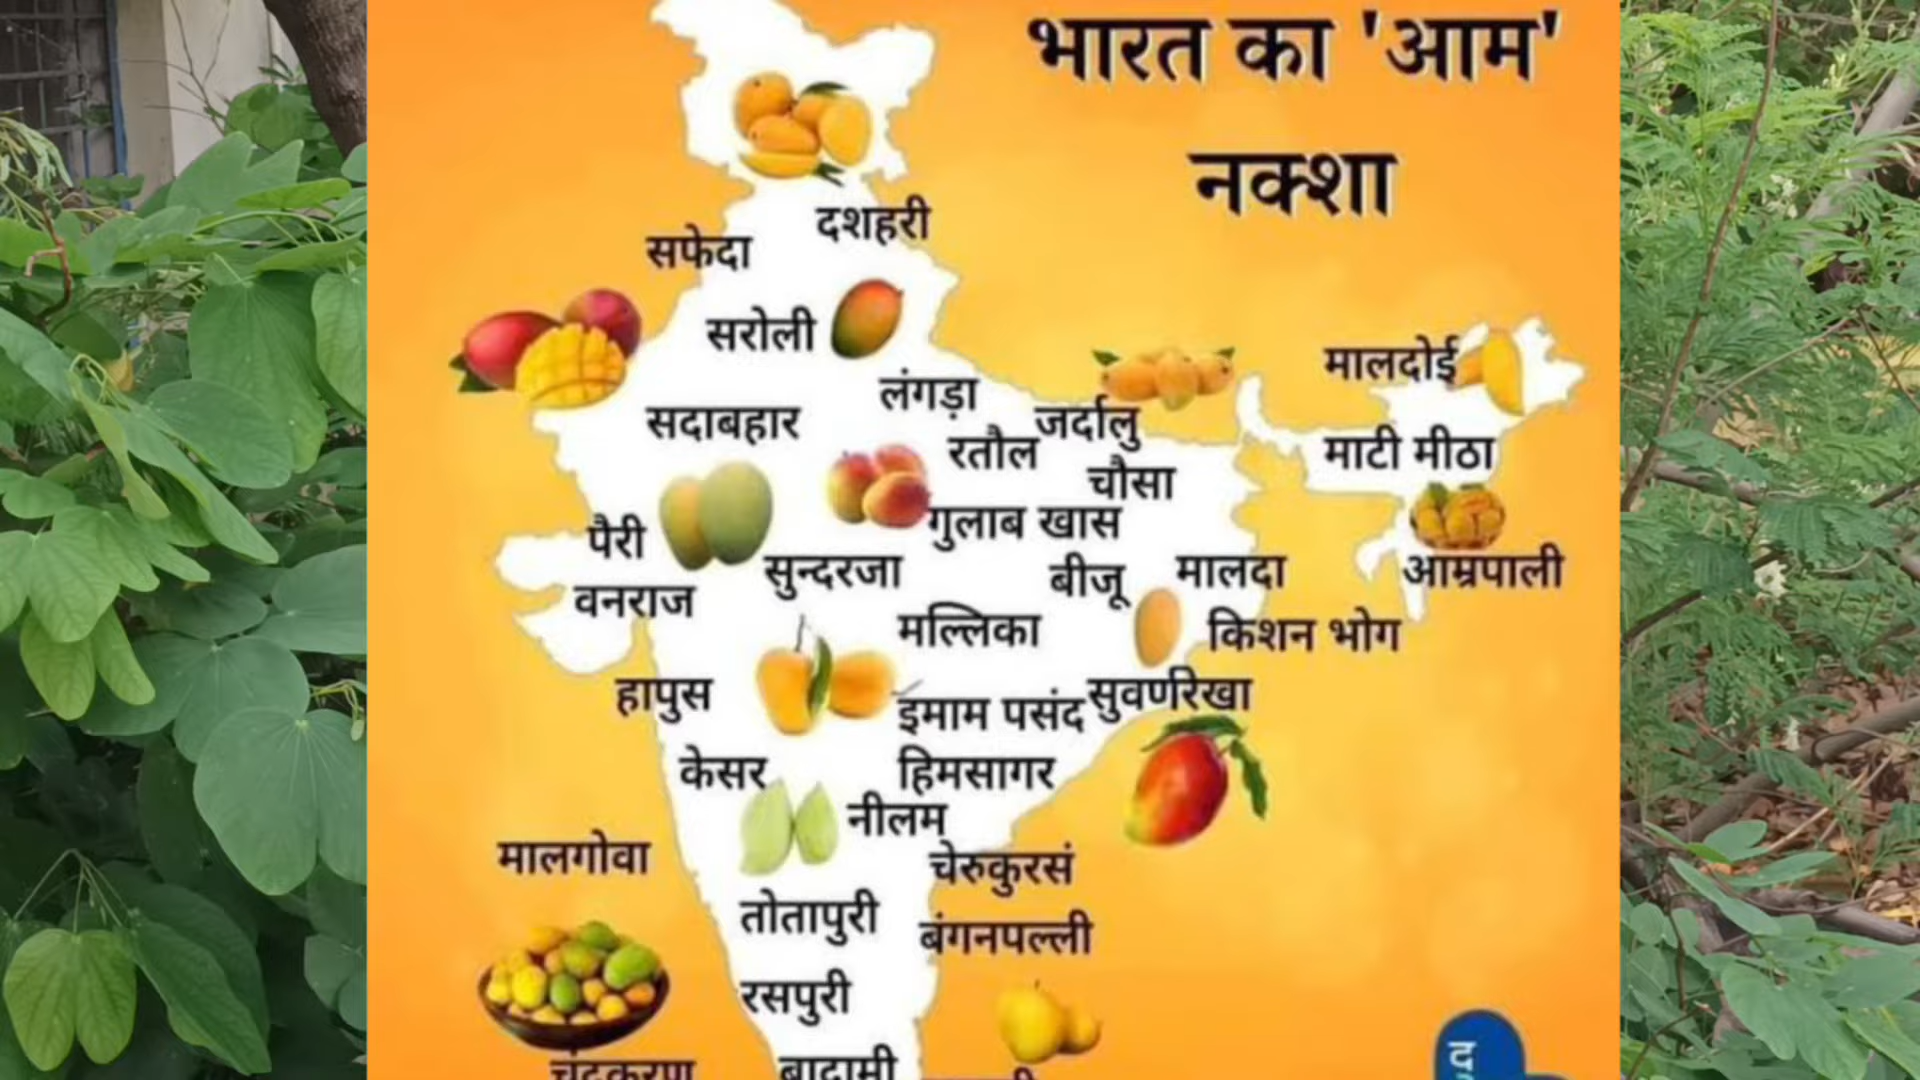 भारत का 'आम'
नक्शा
दशहरी
सफेदा
सरोली
मालदोई
लंगड़ा
सदाबहार
जर्दालु
रतौल
माटी मीठा
चौसा
गुलाब खास
पैरी
सुन्दरजा
बीजू
मालदा
आम्रपाली
वनराज
मल्लिका
किशन भोग
हापुस
इमाम पसंद
सुवर्णरेखा
केसर
हिमसागर
नीलम
मालगोवा
चेरुकुरसं
तोतापुरी
बंगनपल्ली
रसपुरी
चंद्रकरण
बादामी
द